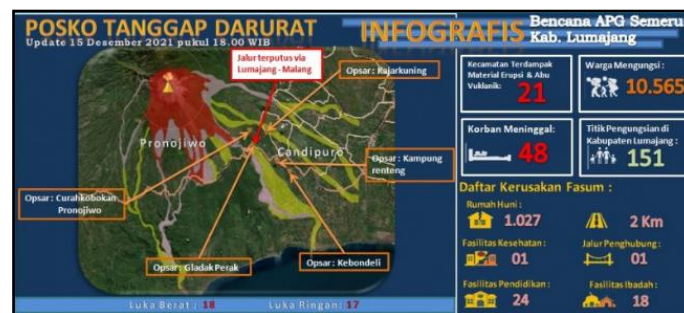 POSKO TANGGAP DARURAT
Update 15 Desember 2021 pukul 18.00 WIB
INFOGRAFIS
Bencana APG Semeru
Kab. Lumajang
Jalur terputus via
Lumajang - Malang
Opsar : Rajarkuning
Pronojiwo
Candipuro
Opsar : Kampung
renteng
Opsar : Curahkobokan
Pronojiwo
Opsar : Gladak Perak
Opsar : Kebondeli
Luka Berat : 18
Luka Ringan: 17
Kecamatan Terdampak
Material Erupsi & Abu
Vuklanik:
21
Warga Mengungsi :
10.565
Korban Meninggal:
48
Titik Pengungsian di
Kabupaten Lumajang :
151
Daftar Kerusakan Fasum :
Rumah Huni :
1.027
2 Km
Fasilitas Kesehatan :
01
Jalur Penghubung :
01
Fasilitas Pendidikan :
24
Fasilitas Ibadah :
18